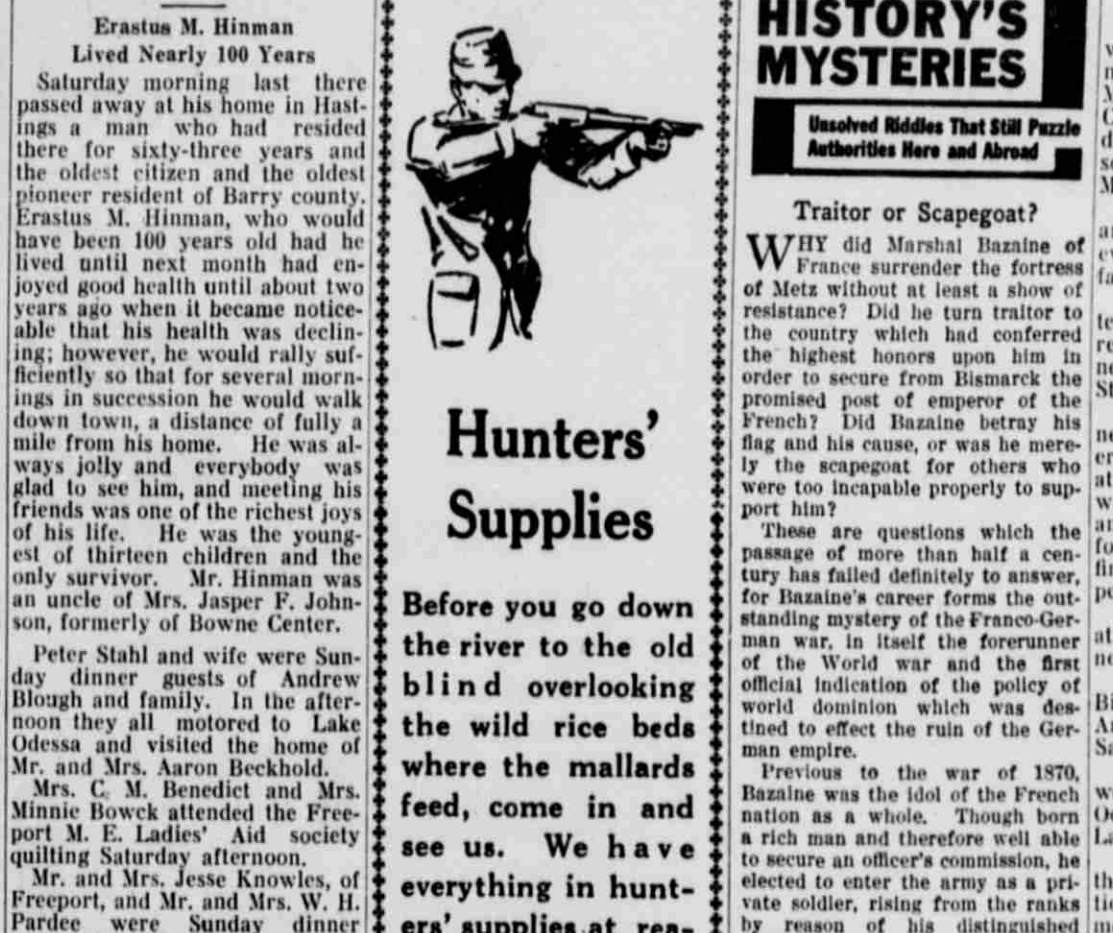 Erastus M. Hinman
Lived Nearly 100 Years
Saturday morning last there
passed away at his home in Hast-
ings a man who had resided
there for sixty-three years and
the oldest citizen and the oldest
pioneer resident of Barry county.
Erastus M. Hinman, who would
have been 100 years old had he
lived until next month had en-
joyed good health until about two
years ago when it became notice-
able that his health was declin-
ing; however, he would rally suf-
ficiently so that for several morn-
ings in succession he would walk
down town, a distance of fully a
mile from his home. He was al-
ways jolly and everybody was
glad to see him, and meeting his
friends was one of the richest joys
of his life. He was the young-
est of thirteen children and the
only survivor. Mr. Hinman was
an uncle of Mrs. Jasper F. John-
son, formerly of Bowne Center.
Peter Stahl and wife were Sun-
day dinner guests of Andrew
Blough and family. In the after-
noon they all motored to Lake
Odessa and visited the home of
Mr. and Mrs. Aaron Beckhold.
Mrs. C. M. Benedict and Mrs.
Minnie Bowck attended the Free-
port M. E. Ladies' Aid society
quilting Saturday afternoon.
Mr. and Mrs. Jesse Knowles, of
Freeport, and Mr. and Mrs. W. H.
Pardee were Sunday dinner
Hunters'
Supplies
Before you go down
the river to the old
blind overlooking
the wild rice beds
where the mallards
feed, come in and
see us. We have
everything in hunt-
ers' supplies at rea-
HISTORY'S
MYSTERIES
Unsolved Riddles That Still Puzzle
Authorities Here and Abroad
Traitor or Scapegoat?
WHY did Marshal Bazaine of
France surrender the fortress
of Metz without at least a show of
resistance? Did he turn traitor to
the country which had conferred
the highest honors upon him in
order to secure from Bismarck the
promised post of emperor of the
French? Did Bazaine betray his
flag and his cause, or was he mere-
ly the scapegoat for others who
were too incapable properly to sup-
port him?
These are questions which the
passage of more than half a cen-
tury has failed definitely to answer,
for Bazaine's career forms the out-
standing mystery of the Franco-Ger-
man war, in itself the forerunner
of the World war and the first
official indication of the policy of
world dominion which was des-
tined to effect the ruin of the Ger-
man empire.
Previous to the war of 1870,
Bazaine was the idol of the French
nation as a whole. Though born
a rich man and therefore well able
to secure an officer's commission, he
elected to enter the army as a pri-
vate soldier, rising from the ranks
by reason of his distinguished